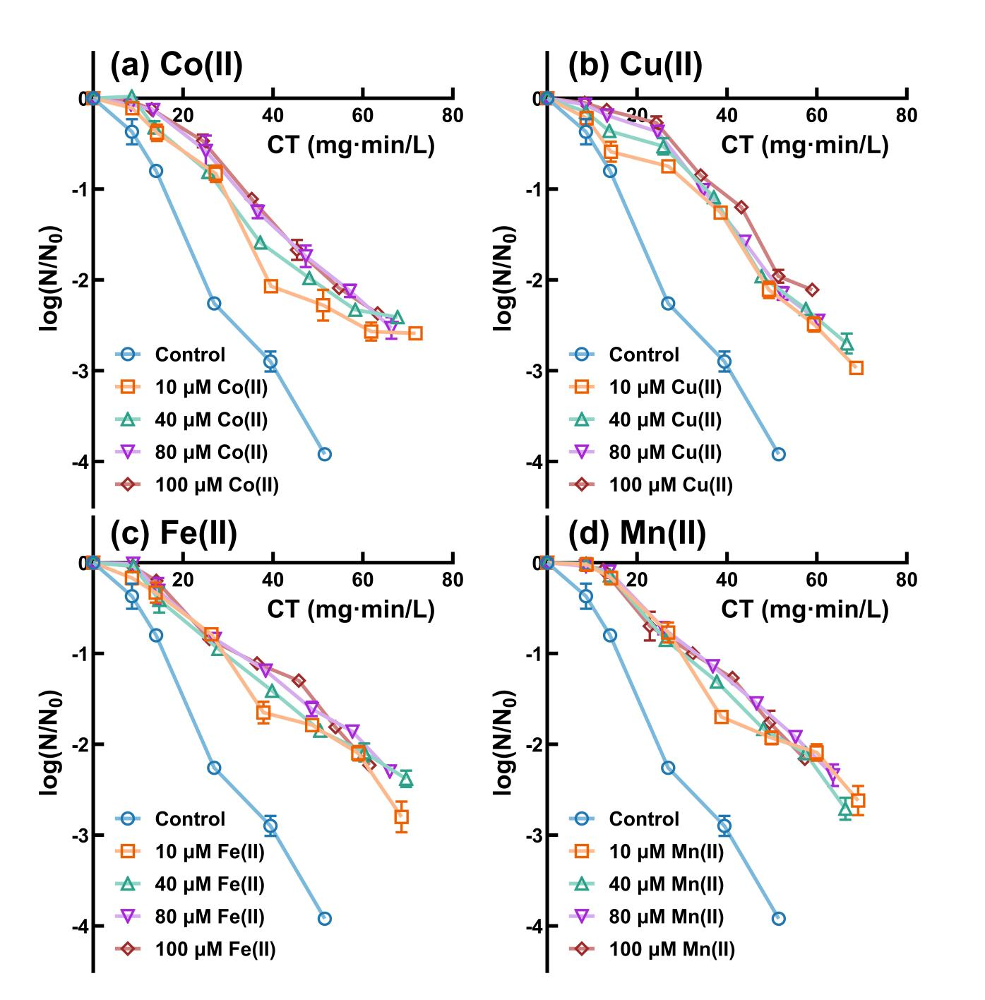 (a) Co(II)
0
20
40
60
80
CT (mg·min/L)
-1
-2
-3
-4
log(N/N₀)
Control
10 µM Co(II)
40 µM Co(II)
80 µM Co(II)
100 µM Co(II)
(b) Cu(II)
0
20
40
60
80
CT (mg·min/L)
-1
-2
-3
-4
log(N/N₀)
Control
10 µM Cu(II)
40 µM Cu(II)
80 µM Cu(II)
100 µM Cu(II)
(c) Fe(II)
0
20
40
60
80
CT (mg·min/L)
-1
-2
-3
-4
log(N/N₀)
Control
10 µM Fe(II)
40 µM Fe(II)
80 µM Fe(II)
100 µM Fe(II)
(d) Mn(II)
0
20
40
60
80
CT (mg·min/L)
-1
-2
-3
-4
log(N/N₀)
Control
10 µM Mn(II)
40 µM Mn(II)
80 µM Mn(II)
100 µM Mn(II)